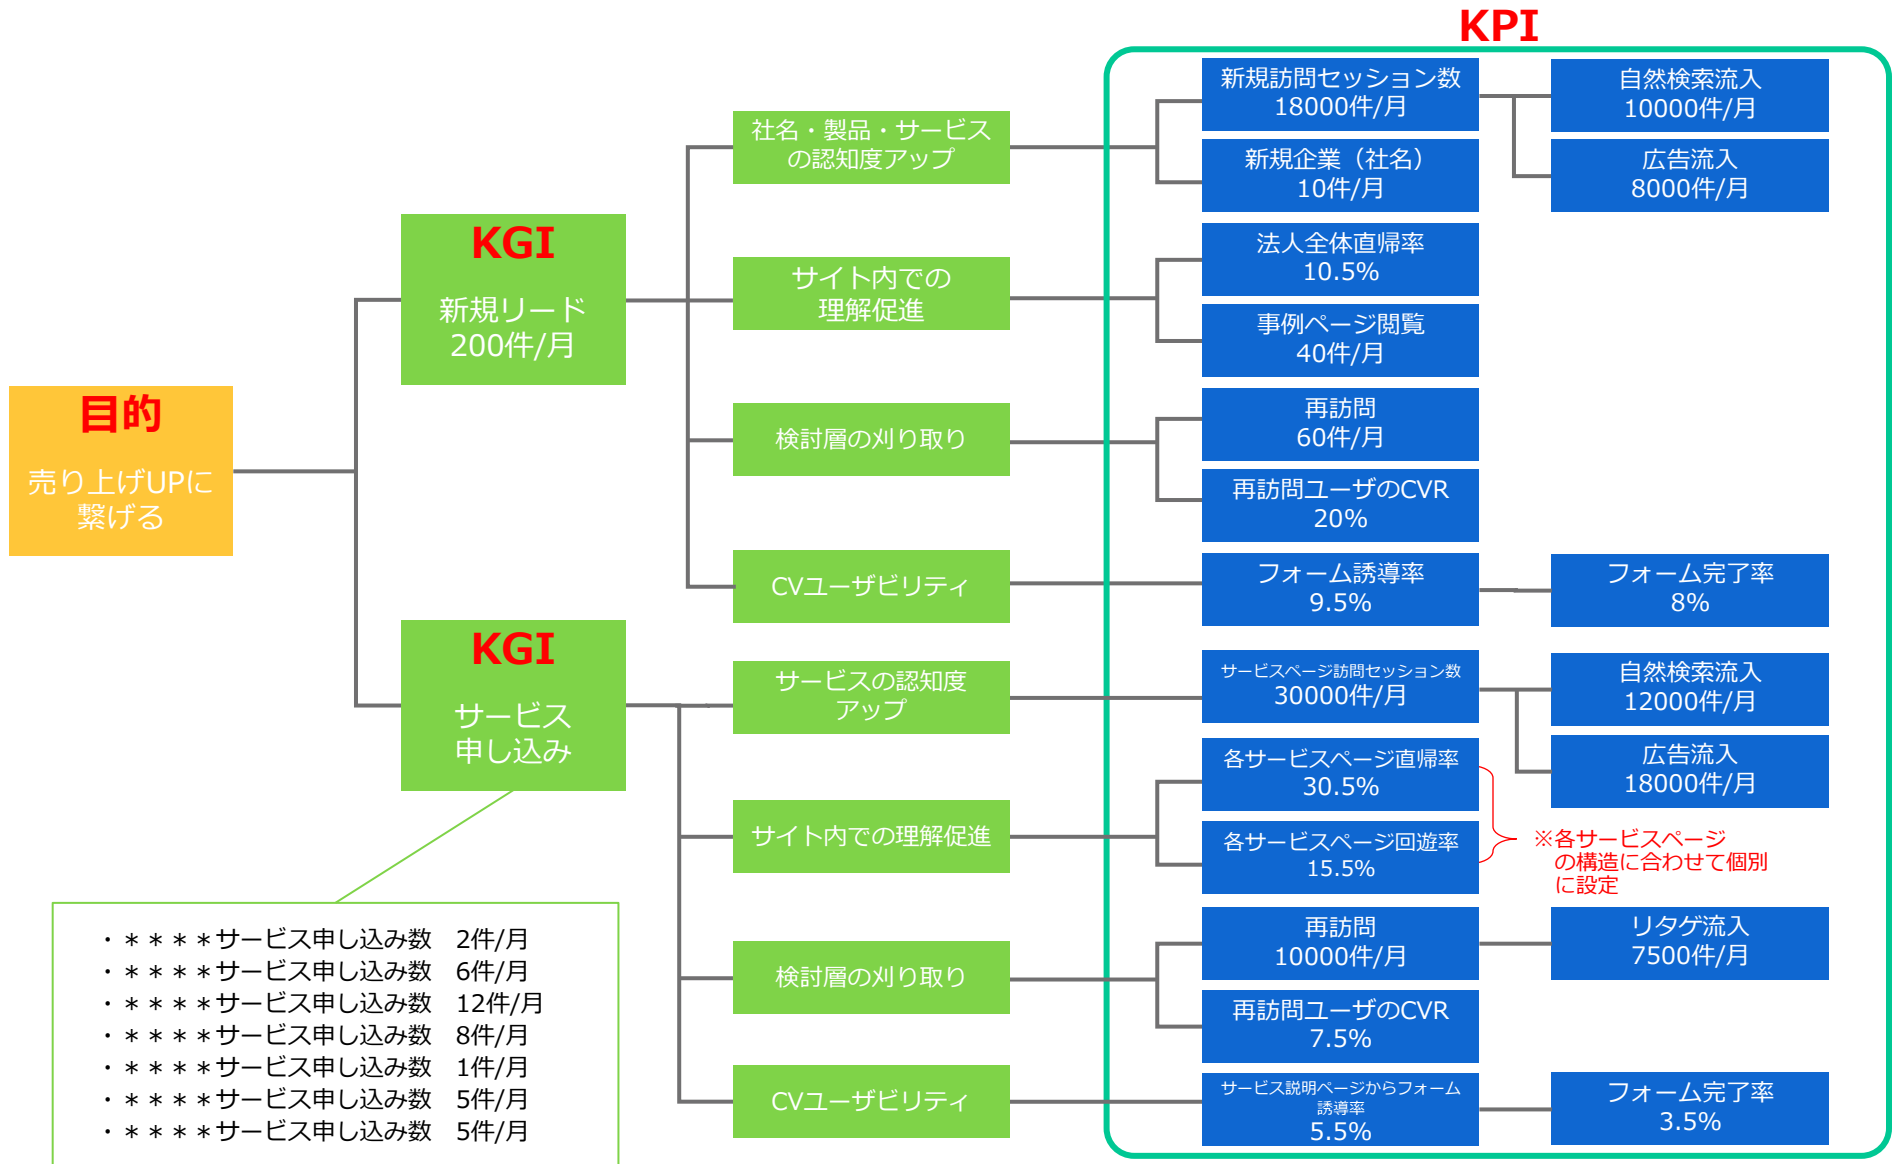 KPI
目的
売り上げUPに
繋げる
KGI
新規リード
200件/月
社名・製品・サービス
の認知度アップ
新規訪問セッション数
18000件/月
自然検索流入
10000件/月
広告流入
8000件/月
新規企業（社名）
10件/月
サイト内での
理解促進
法人全体直帰率
10.5%
事例ページ閲覧
40件/月
検討層の刈り取り
再訪問
60件/月
再訪問ユーザのCVR
20%
CVユーザビリティ
フォーム誘導率
9.5%
フォーム完了率
8%
KGI
サービス
申し込み
サービスの認知度
アップ
サービスページ訪問セッション数
30000件/月
自然検索流入
12000件/月
広告流入
18000件/月
サイト内での理解促進
各サービスページ直帰率
30.5%
各サービスページ回遊率
15.5%
※各サービスページ
の構造に合わせて個別
に設定
検討層の刈り取り
再訪問
10000件/月
リタゲ流入
7500件/月
再訪問ユーザのCVR
7.5%
CVユーザビリティ
サービス説明ページからフォーム
誘導率
5.5%
フォーム完了率
3.5%
・＊＊＊＊サービス申し込み数　2件/月
・＊＊＊＊サービス申し込み数　6件/月
・＊＊＊＊サービス申し込み数　12件/月
・＊＊＊＊サービス申し込み数　8件/月
・＊＊＊＊サービス申し込み数　1件/月
・＊＊＊＊サービス申し込み数　5件/月
・＊＊＊＊サービス申し込み数　5件/月